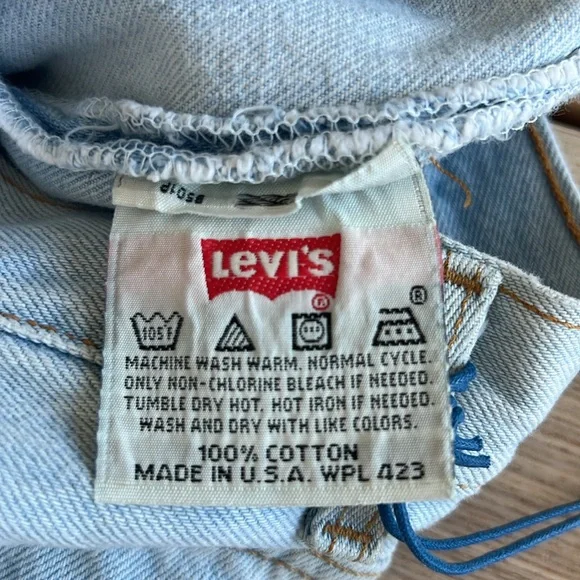 Levi's
®
®
105°F
MACHINE WASH WARM. NORMAL CYCLE.
ONLY NON-CHLORINE BLEACH IF NEEDED.
TUMBLE DRY HOT. HOT IRON IF NEEDED.
WASH AND DRY WITH LIKE COLORS.
100% COTTON
MADE IN U.S.A. WPL 423